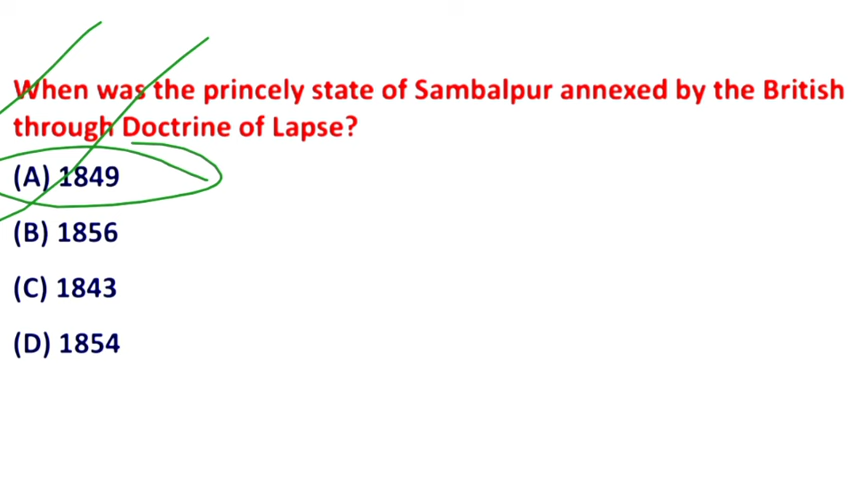 When was the princely state of Sambalpur annexed by the British
through Doctrine of Lapse?
(A) 1849
(B) 1856
(C) 1843
(D) 1854